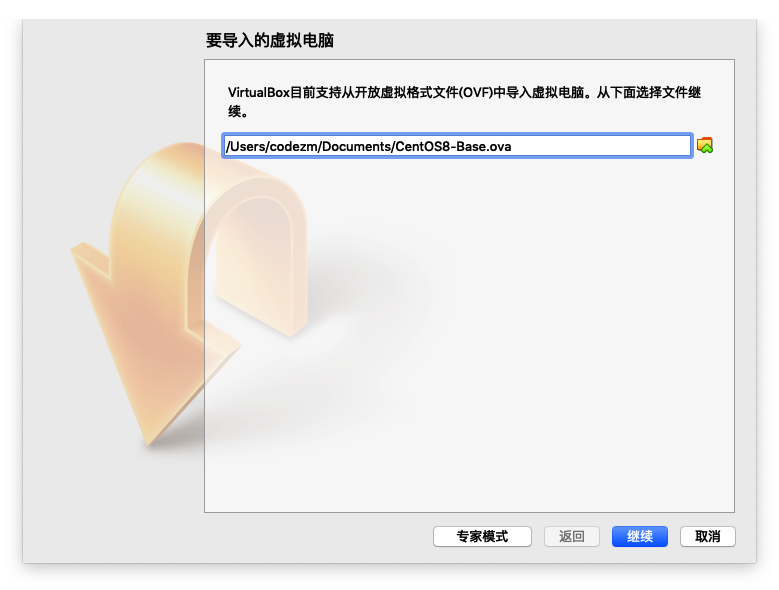 要导入的虚拟电脑
VirtualBox目前支持从开放虚拟格式文件(OVF)中导入虚拟电脑。从下面选择文件继
续。
/Users/codezm/Documents/CentOS8-Base.ova
专家模式 返回 继续 取消